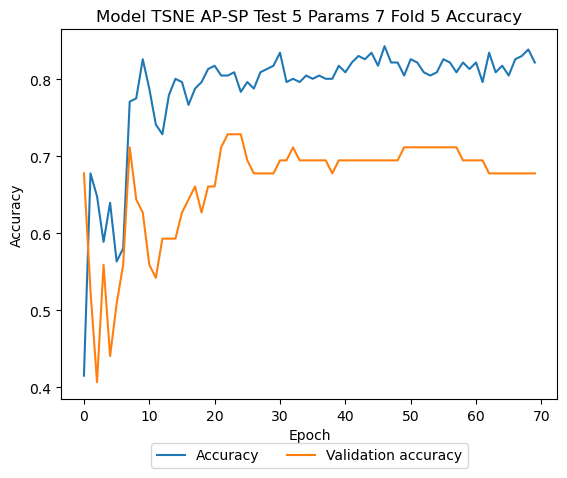 Model TSNE AP-SP Test 5 Params 7 Fold 5 Accuracy
Accuracy
0.8
0.7
0.6
0.5
0.4
0 10 20 30 40 50 60 70
Epoch
Accuracy Validation accuracy